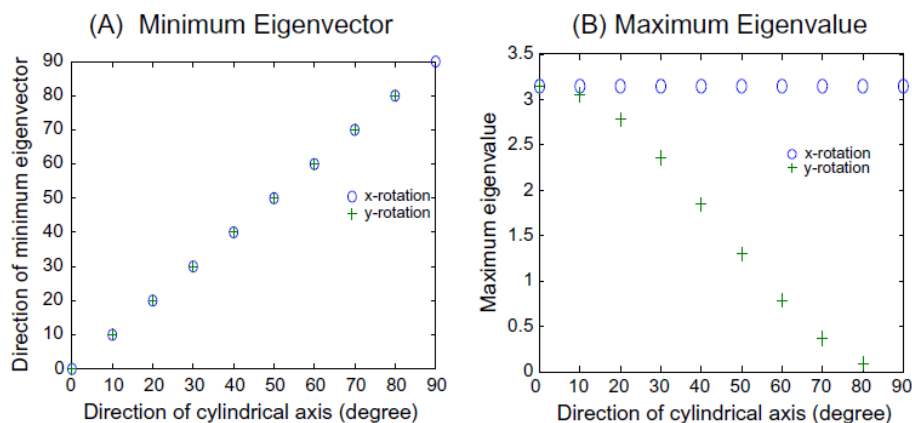 (A) Minimum Eigenvector
90
80
70
60
50
40
30
20
10
0
Direction of minimum eigenvector
x-rotation
y-rotation
0 10 20 30 40 50 60 70 80 90
Direction of cylindrical axis (degree)
(B) Maximum Eigenvalue
3.5
3
2.5
2
1.5
1
0.5
0
Maximum eigenvalue
x-rotation
y-rotation
0 10 20 30 40 50 60 70 80 90
Direction of cylindrical axis (degree)